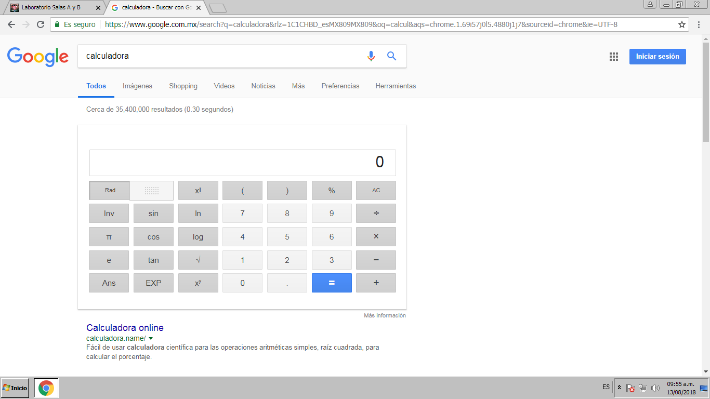 Laboratorio Salas A y B
calculadora - Buscar con G
Es seguro https://www.google.com.mx/search?q=calculadora&rlz=1C1CHBD_esMX809MX809&oq=calcul&aqs=chrome.1.69i57j0l5.4880j1j7&sourceid=chrome&ie=UTF-8
Google
calculadora
Iniciar sesión
Todos Imágenes Shopping Videos Noticias Más Preferencias Herramientas
Cerca de 35,400,000 resultados (0.30 segundos)
0
Rad x! ( ) % AC
Inv sin ln 7 8 9 ÷
π cos log 4 5 6 ×
e tan √ 1 2 3 −
Ans EXP xʸ 0 . = +
Más información
Calculadora online
calculadora.name/
Fácil de usar calculadora científica para las operaciones aritméticas simples, raíz cuadrada, para
calcular el porcentaje.
Inicio
ES
09:55 a.m.
13/08/2018